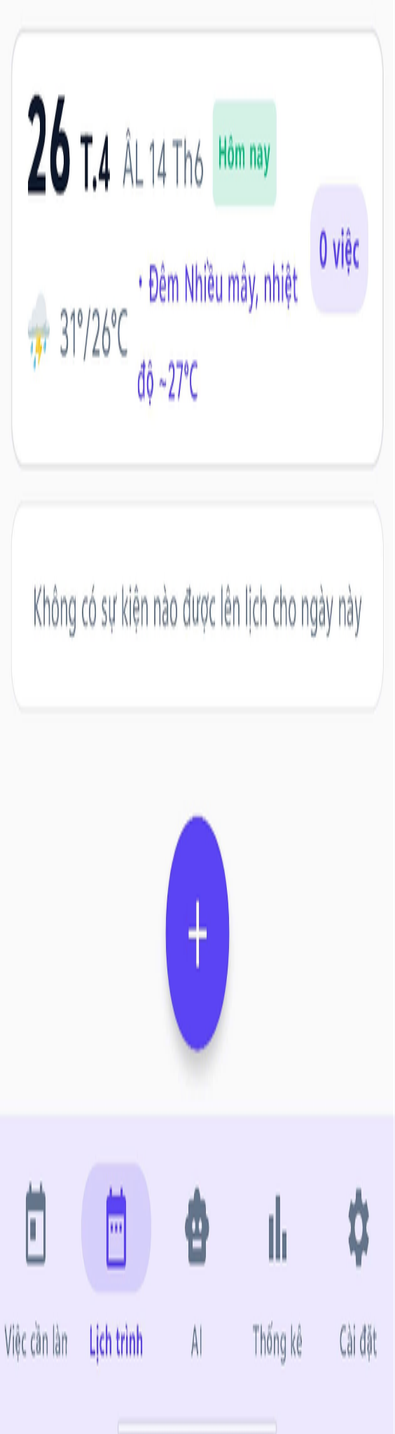 26 T.4 ÂL 14 Th6 Hôm nay
0 việc
31°/26°C
• Đêm Nhiều mây, nhiệt
độ ~27°C
Không có sự kiện nào được lên lịch cho ngày này
+
Việc cần làn
Lịch trình
AI
Thống kê
Cài đặt